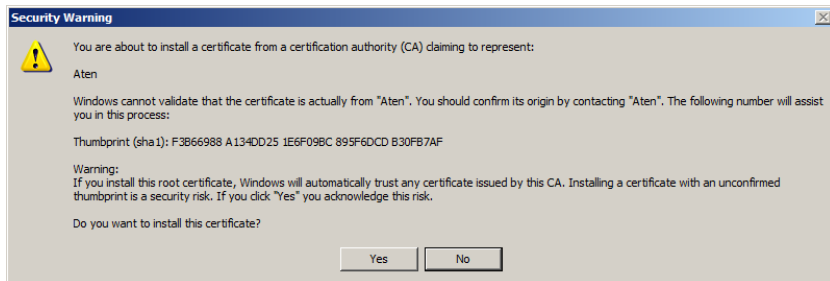 Security Warning
You are about to install a certificate from a certification authority (CA) claiming to represent:
Aten
Windows cannot validate that the certificate is actually from "Aten". You should confirm its origin by contacting "Aten". The following number will assist
you in this process:
Thumbprint (sha1): F3B66988 A134DD25 1E6F09BC 895F6DCD B30FB7AF
Warning:
If you install this root certificate, Windows will automatically trust any certificate issued by this CA. Installing a certificate with an unconfirmed
thumbprint is a security risk. If you click "Yes" you acknowledge this risk.
Do you want to install this certificate?
Yes No